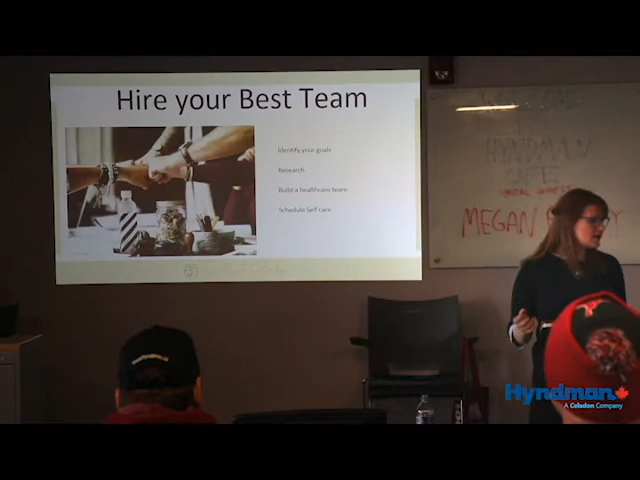 Hire your Best Team
Identify your goals
Research
Build a healthcare team
Schedule Self care
HYNDMAN
MEGAN
Hyndman
A Celadon Company